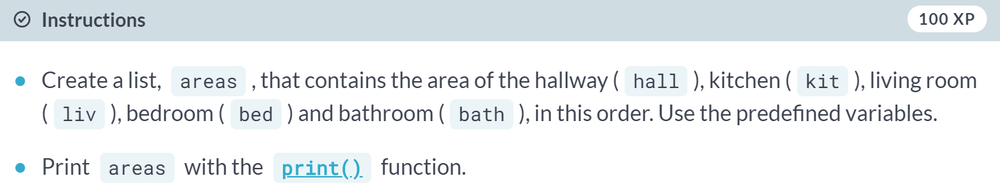 Instructions 100 XP
Create a list, areas , that contains the area of the hallway ( hall ), kitchen ( kit ), living room
( liv ), bedroom ( bed ) and bathroom ( bath ), in this order. Use the predefined variables.
Print areas with the print() function.